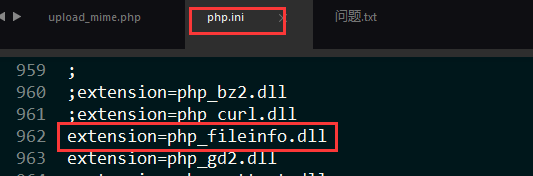 upload_mime.php
php.ini
问题.txt
959 ;
960 ;extension=php_bz2.dll
961 ;extension=php_curl.dll
962 extension=php_fileinfo.dll
963 extension=php_gd2.dll